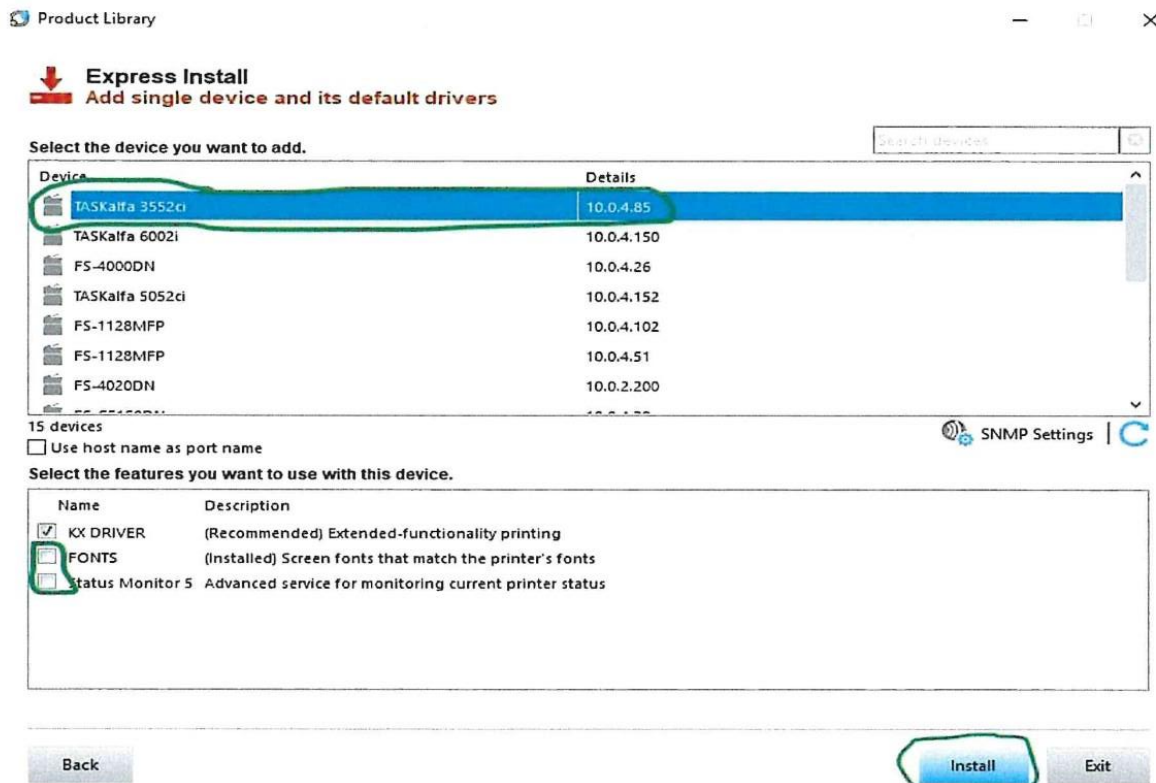 Product Library
Express Install
Add single device and its default drivers
Select the device you want to add.
Search devices
Device Details
TASKalfa 3552ci 10.0.4.85
TASKalfa 6002i 10.0.4.150
FS-4000DN 10.0.4.26
TASKalfa 5052ci 10.0.4.152
FS-1128MFP 10.0.4.102
FS-1128MFP 10.0.4.51
FS-4020DN 10.0.2.200
15 devices
SNMP Settings
Use host name as port name
Select the features you want to use with this device.
Name Description
KX DRIVER (Recommended) Extended-functionality printing
FONTS (Installed) Screen fonts that match the printer's fonts
Status Monitor 5 Advanced service for monitoring current printer status
Back Install Exit